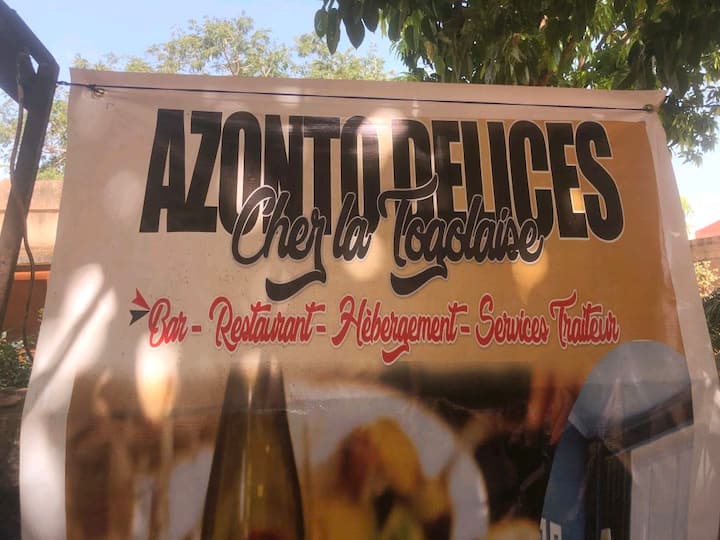 AZONTO DELICES
Chez la Togolaise
Bar - Restaurant - Hébergement - Services Traiteur